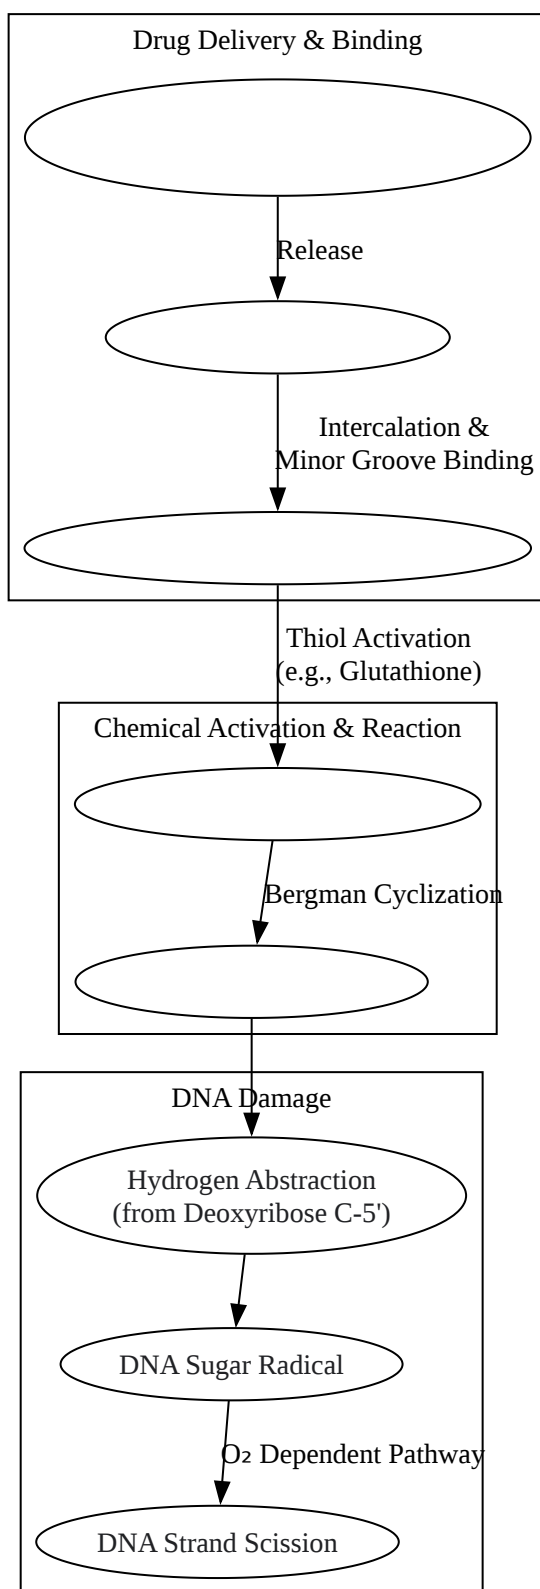 Drug Delivery & Binding
Release
Intercalation &
Minor Groove Binding
Thiol Activation
(e.g., Glutathione)
Chemical Activation & Reaction
Bergman Cyclization
DNA Damage
Hydrogen Abstraction
(from Deoxyribose C-5')
DNA Sugar Radical
O₂ Dependent Pathway
DNA Strand Scission